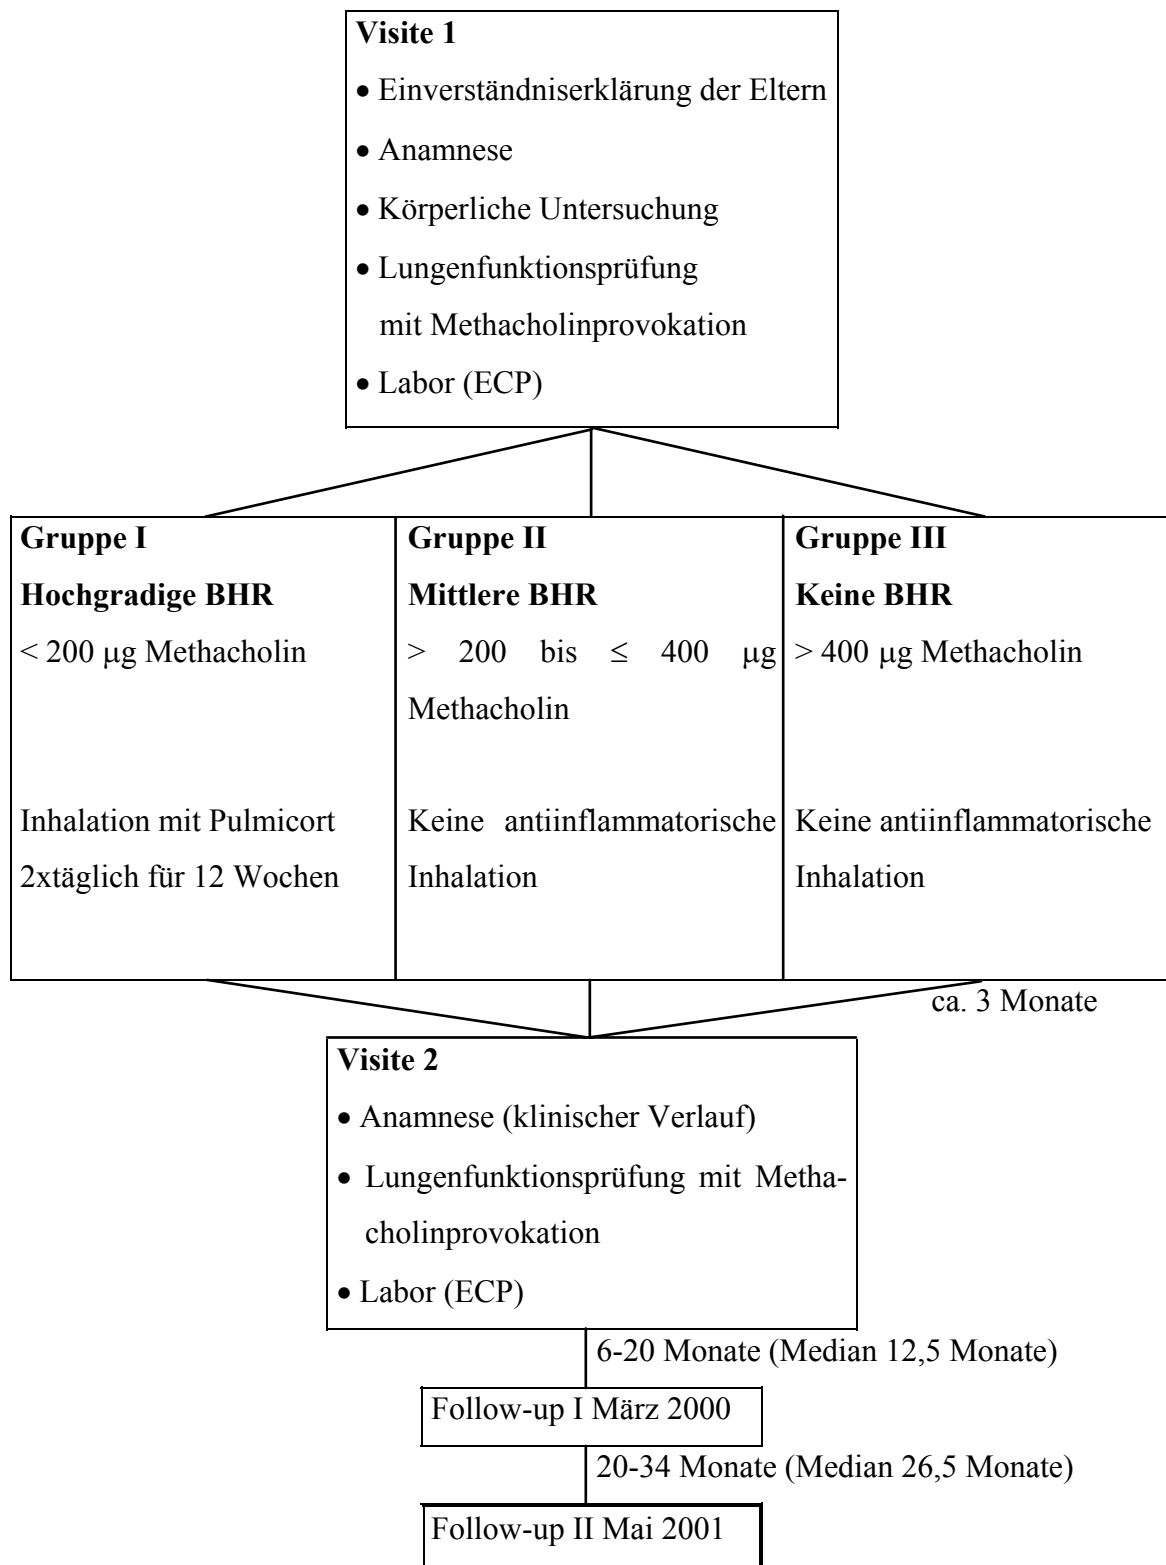 Visite 1
• Einverständniserklärung der Eltern
• Anamnese
• Körperliche Untersuchung
• Lungenfunktionsprüfung
mit Methacholinprovokation
• Labor (ECP)
Gruppe I
Hochgradige BHR
< 200 µg Methacholin
Inhalation mit Pulmicort
2xtäglich für 12 Wochen
Gruppe II
Mittlere BHR
> 200 bis ≤ 400 µg
Methacholin
Keine antiinflammatorische
Inhalation
Gruppe III
Keine BHR
> 400 µg Methacholin
Keine antiinflammatorische
Inhalation
ca. 3 Monate
Visite 2
• Anamnese (klinischer Verlauf)
• Lungenfunktionsprüfung mit Metha-
cholinprovokation
• Labor (ECP)
6-20 Monate (Median 12,5 Monate)
Follow-up I März 2000
20-34 Monate (Median 26,5 Monate)
Follow-up II Mai 2001